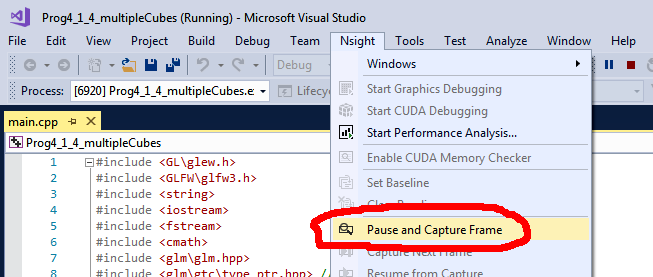 Prog4_1_4_multipleCubes (Running) - Microsoft Visual Studio
File Edit View Project Build Debug Team Nsight Tools Test Analyze Window Help
Debug
Process: [6920] Prog4_1_4_multipleCubes.e Lifecyc
main.cpp
Prog4_1_4_multipleCubes
1 #include <GL\glew.h>
2 #include <GLFW\glfw3.h>
3 #include <string>
4 #include <iostream>
5 #include <fstream>
6 #include <cmath>
7 #include <glm\glm.hpp>
8 #include <glm\gtc\type_ptr.hpp> //
Windows
Start Graphics Debugging
Start CUDA Debugging
Start Performance Analysis...
Enable CUDA Memory Checker
Set Baseline
Pause and Capture Frame
Capture Next Frame
Resume from Capture